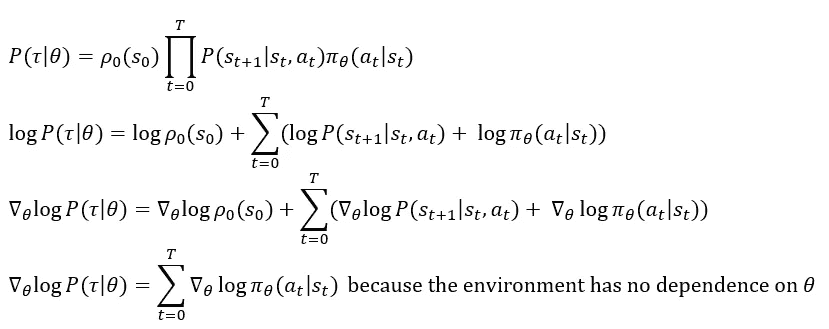 P(τ|θ) = ρ₀(s₀) ∏_{t=0}^{T} P(s_{t+1}|s_t, a_t)π_θ(a_t|s_t)
log P(τ|θ) = log ρ₀(s₀) + ∑_{t=0}^{T} (log P(s_{t+1}|s_t, a_t) + log π_θ(a_t|s_t))
∇_θ log P(τ|θ) = ∇_θ log ρ₀(s₀) + ∑_{t=0}^{T} (∇_θ log P(s_{t+1}|s_t, a_t) + ∇_θ log π_θ(a_t|s_t))
∇_θ log P(τ|θ) = ∑_{t=0}^{T} ∇_θ log π_θ(a_t|s_t) because the environment has no dependence on θ